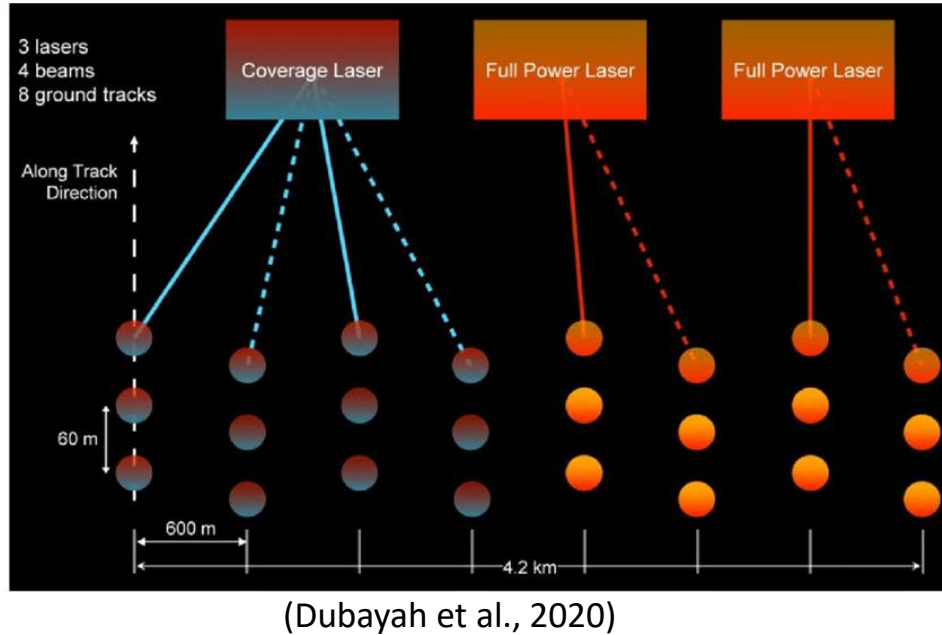 3 lasers
4 beams
8 ground tracks
Coverage Laser
Full Power Laser
Full Power Laser
Along Track
Direction
60 m
600 m
4.2 km
(Dubayah et al., 2020)